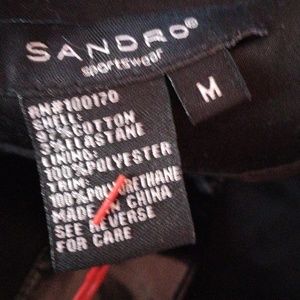 SANDRO®
sportswear
M
RN#100170
SHELL:
97%COTTON
3%ELASTANE
LINING:
100%POLYESTER
TRIM:
100%POLYURETHANE
MADE IN CHINA
SEE REVERSE
FOR CARE